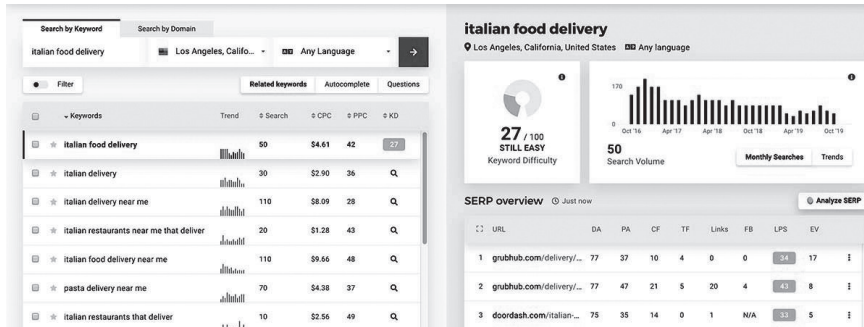 Search by Keyword Search by Domain
italian food delivery Los Angeles, Califo... Any Language
Filter Related keywords Autocomplete Questions
Keywords Trend Search CPC PPC KD
italian food delivery 50 $4.61 42 27
italian delivery 30 $2.90 36
italian delivery near me 110 $8.09 28
italian restaurants near me that deliver 20 $1.28 43
italian food delivery near me 110 $9.66 48
pasta delivery near me 70 $4.38 37
italian restaurants that deliver 10 $2.56 49
italian food delivery
Los Angeles, California, United States Any language
27 / 100
STILL EASY
Keyword Difficulty
170
0
Oct '16 Apr '17 Apr '18 Oct '18 Apr '19 Oct '19
50
Search Volume
Monthly Searches Trends
SERP overview Just now Analyze SERP
URL DA PA CF TF Links FB LPS EV
1 grubhub.com/delivery/... 77 37 10 4 0 0 34 17
2 grubhub.com/delivery/... 77 47 21 5 20 4 43 8
3 doordash.com/italian-... 75 35 14 0 1 N/A 33 5